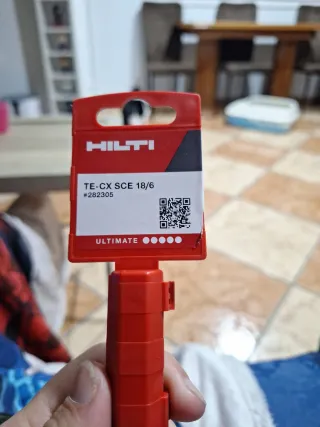 HILTI
TE-CX SCE 18/6
#282305
ULTIMATE